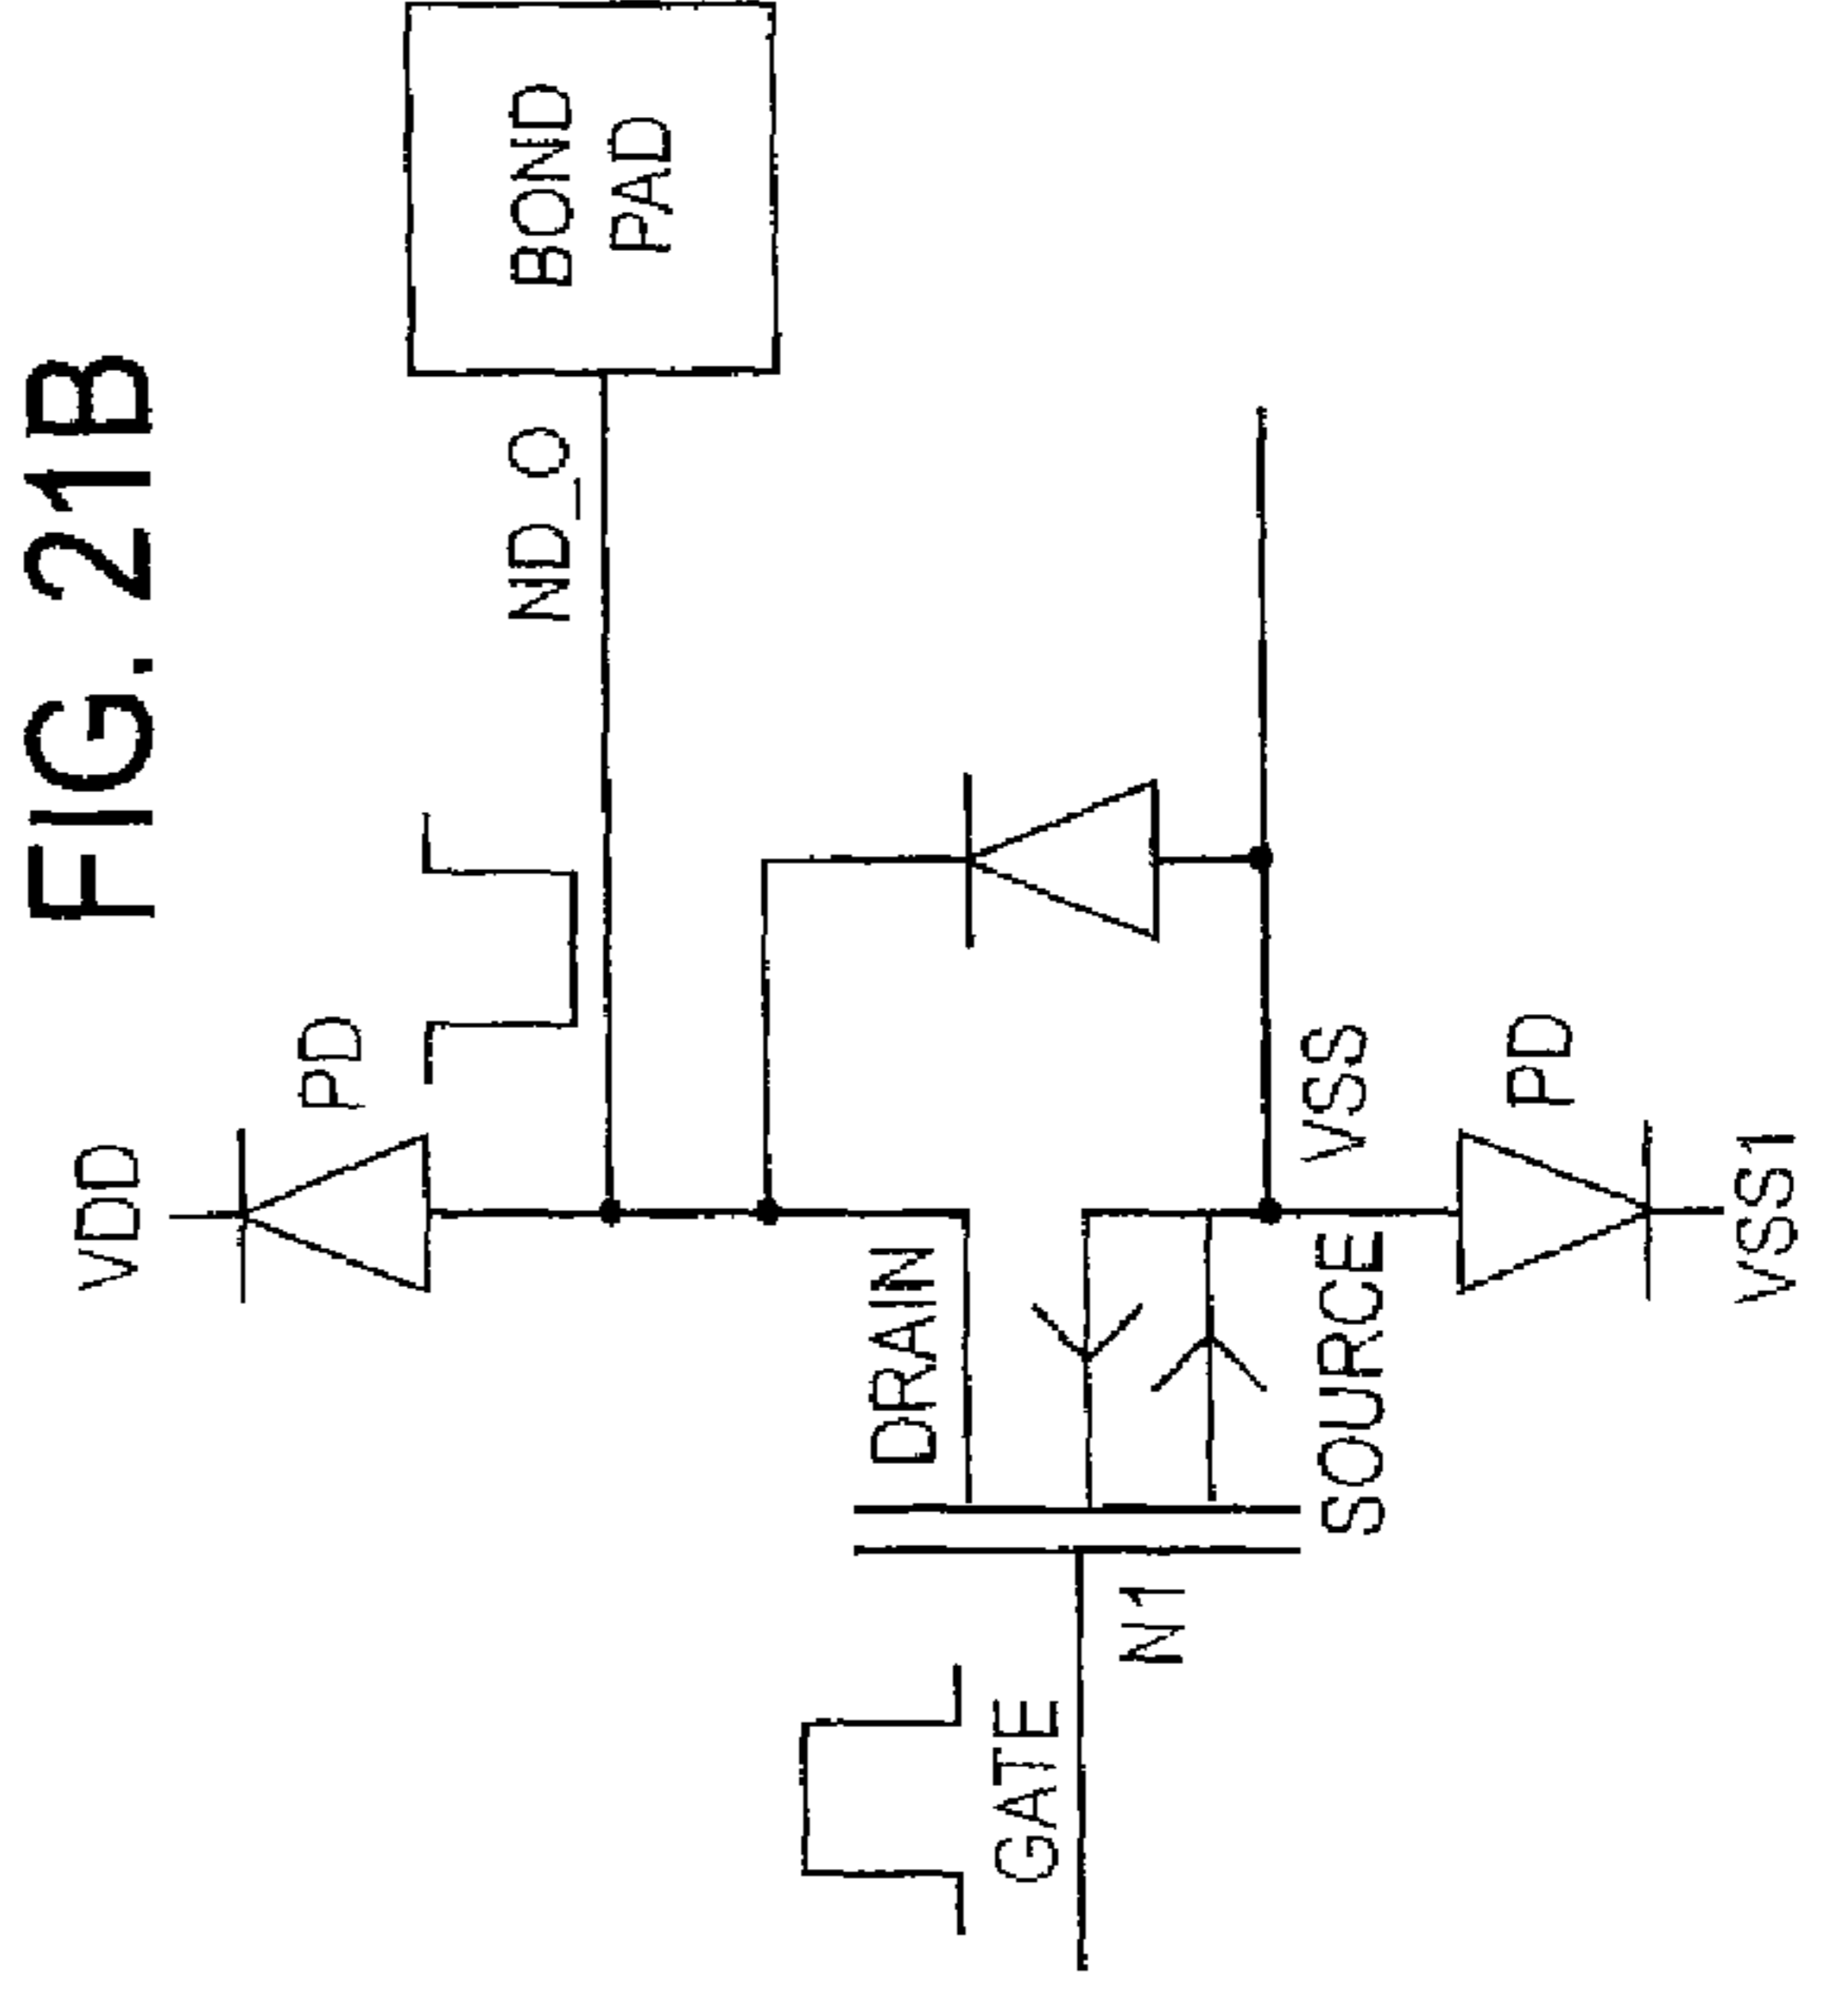 FIG. 21B
VDD
PD
ND_O
BOND
PAD
DRAIN
GATE
N1
SOURCE
VSS
PD
VSS1